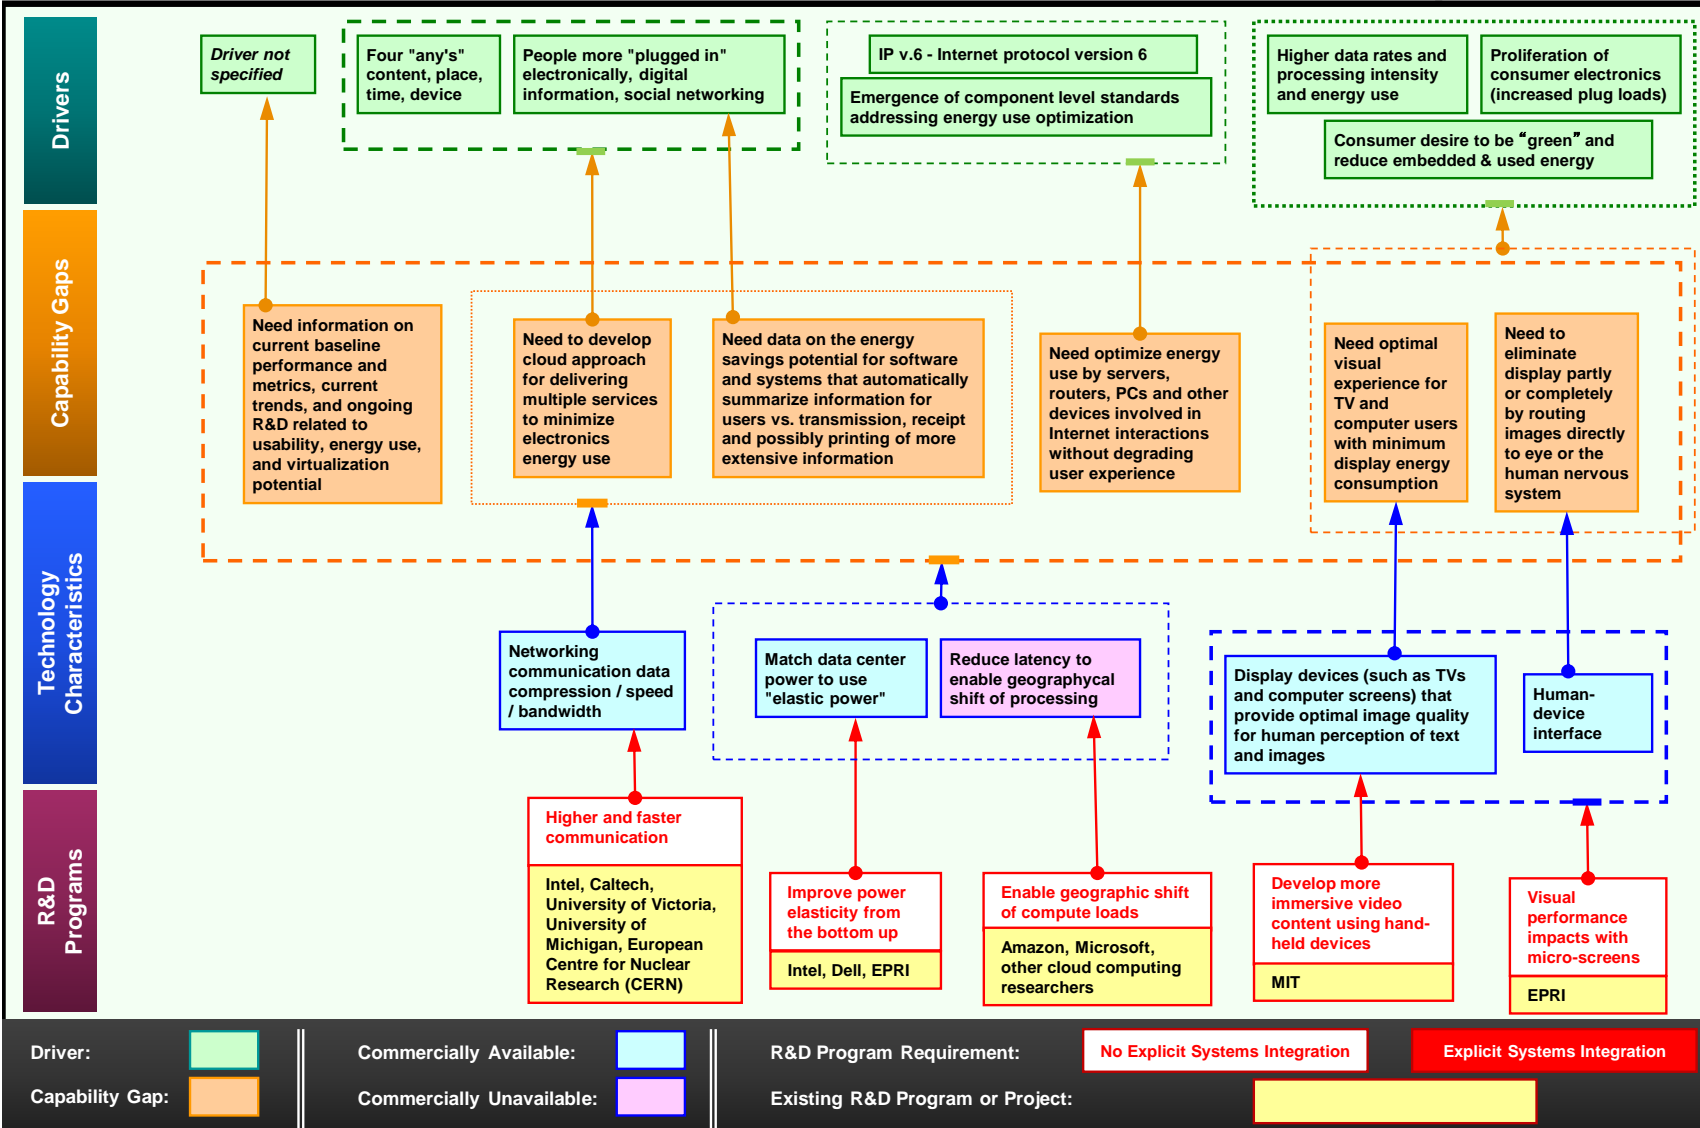 Drivers
Driver not
specified
Four "any's"
content, place,
time, device
People more "plugged in"
electronically, digital
information, social networking
IP v.6 - Internet protocol version 6
Emergence of component level standards
addressing energy use optimization
Higher data rates and
processing intensity
and energy use
Proliferation of
consumer electronics
(increased plug loads)
Consumer desire to be “green” and
reduce embedded & used energy
Capability Gaps
Need information on
current baseline
performance and
metrics, current
trends, and ongoing
R&D related to
usability, energy use,
and virtualization
potential
Need to develop
cloud approach
for delivering
multiple services
to minimize
electronics
energy use
Need data on the energy
savings potential for software
and systems that automatically
summarize information for
users vs. transmission, receipt
and possibly printing of more
extensive information
Need optimize energy
use by servers,
routers, PCs and other
devices involved in
Internet interactions
without degrading
user experience
Need optimal
visual
experience for
TV and
computer users
with minimum
display energy
consumption
Need to
eliminate
display partly
or completely
by routing
images directly
to eye or the
human nervous
system
Technology
Characteristics
Networking
communication data
compression / speed
/ bandwidth
Match data center
power to use
"elastic power"
Reduce latency to
enable geographycal
shift of processing
Display devices (such as TVs
and computer screens) that
provide optimal image quality
for human perception of text
and images
Human-
device
interface
R&D
Programs
Higher and faster
communication
Intel, Caltech,
University of Victoria,
University of
Michigan, European
Centre for Nuclear
Research (CERN)
Improve power
elasticity from
the bottom up
Intel, Dell, EPRI
Enable geographic shift
of compute loads
Amazon, Microsoft,
other cloud computing
researchers
Develop more
immersive video
content using hand-
held devices
MIT
Visual
performance
impacts with
micro-screens
EPRI
Driver:
Capability Gap:
Commercially Available:
Commercially Unavailable:
R&D Program Requirement:
No Explicit Systems Integration
Explicit Systems Integration
Existing R&D Program or Project: